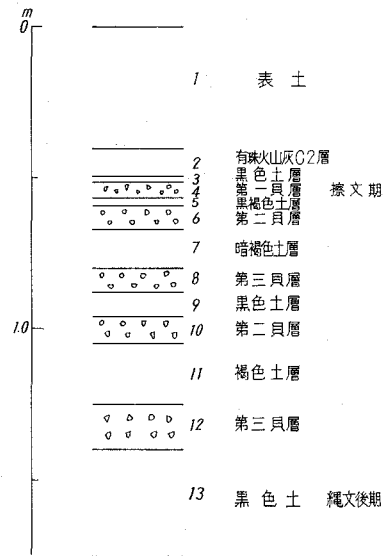 m
0
1 表土
2 有珠火山灰C2層
3 黒色土層
4 第一貝層 擦文期
5 黒褐色土層
6 第二貝層
7 暗褐色土層
8 第三貝層
9 黒色土層
1.0
10 第二貝層
11 褐色土層
12 第三貝層
13 黒色土 縄文後期